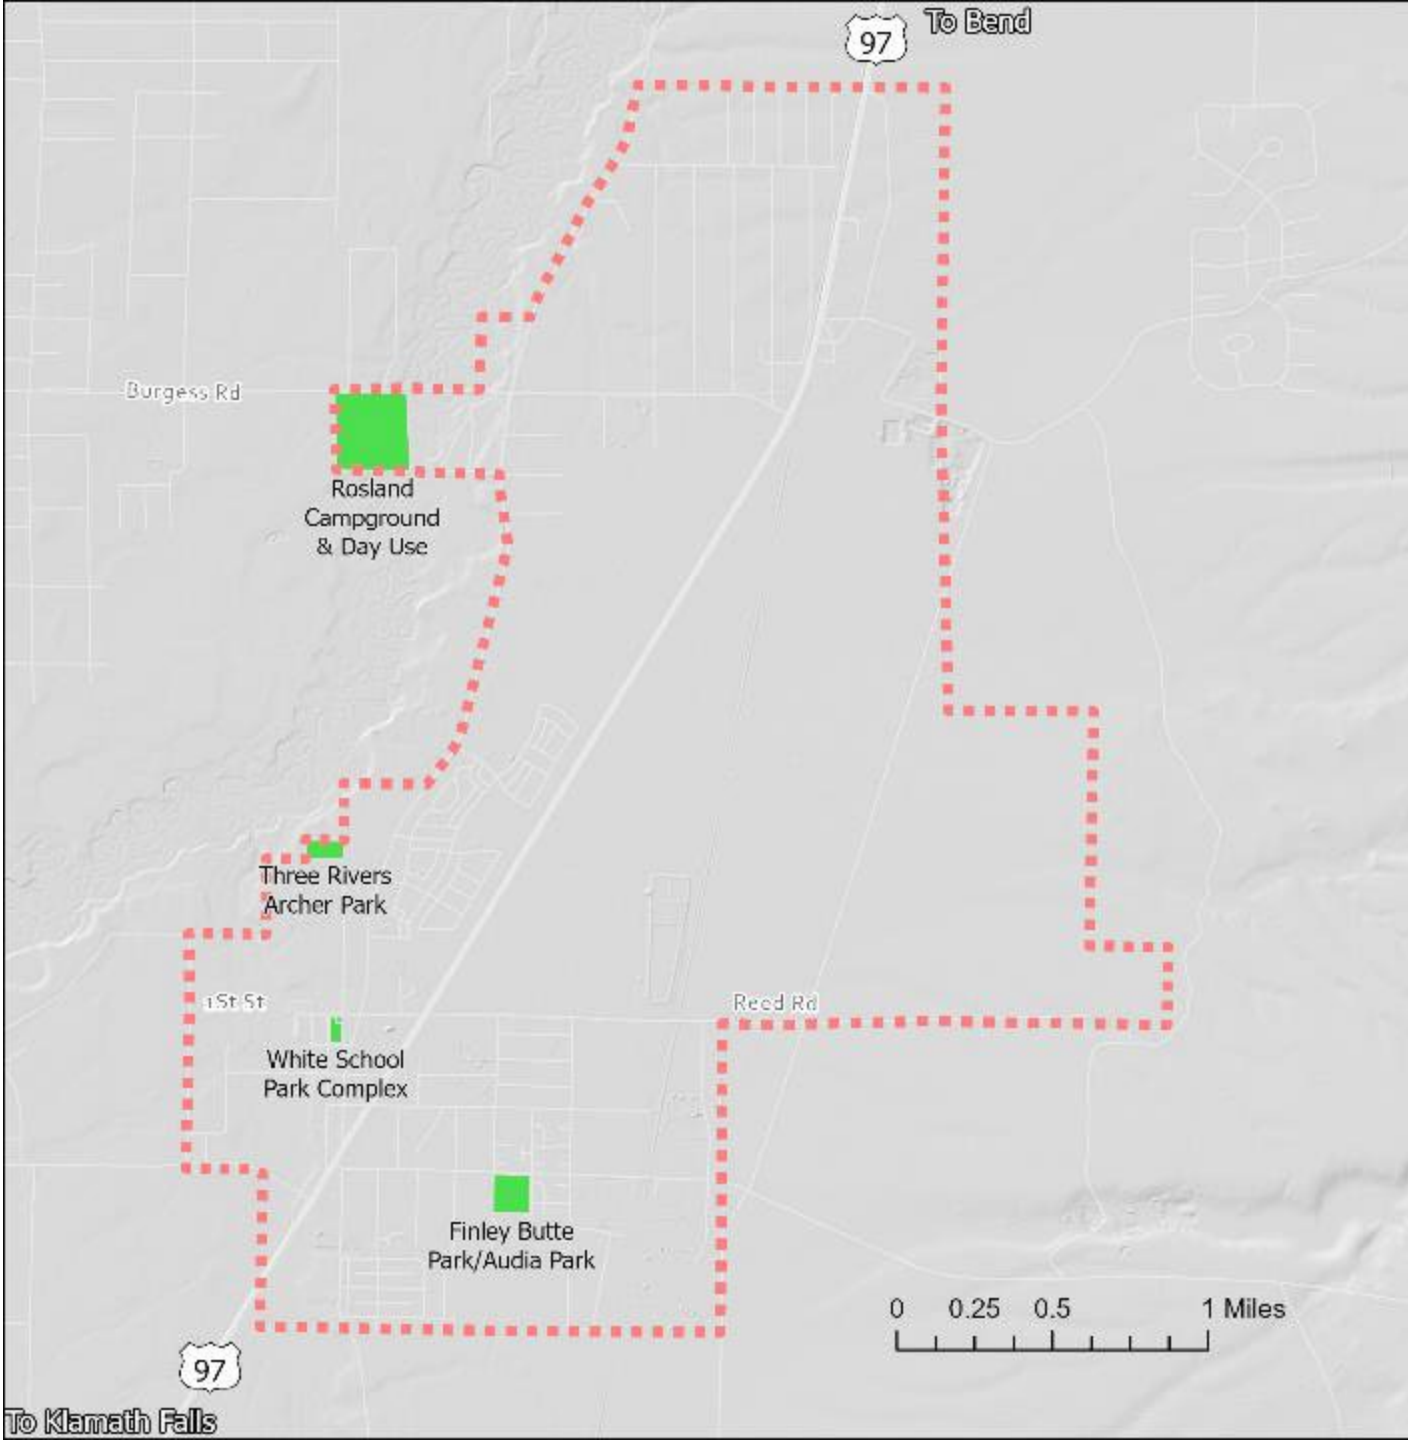 97
To Bend
Burgess Rd
Rosland
Campground
& Day Use
Three Rivers
Archer Park
1St St
Reed Rd
White School
Park Complex
Finley Butte
Park/Audia Park
0 0.25 0.5 1 Miles
97
To Klamath Falls